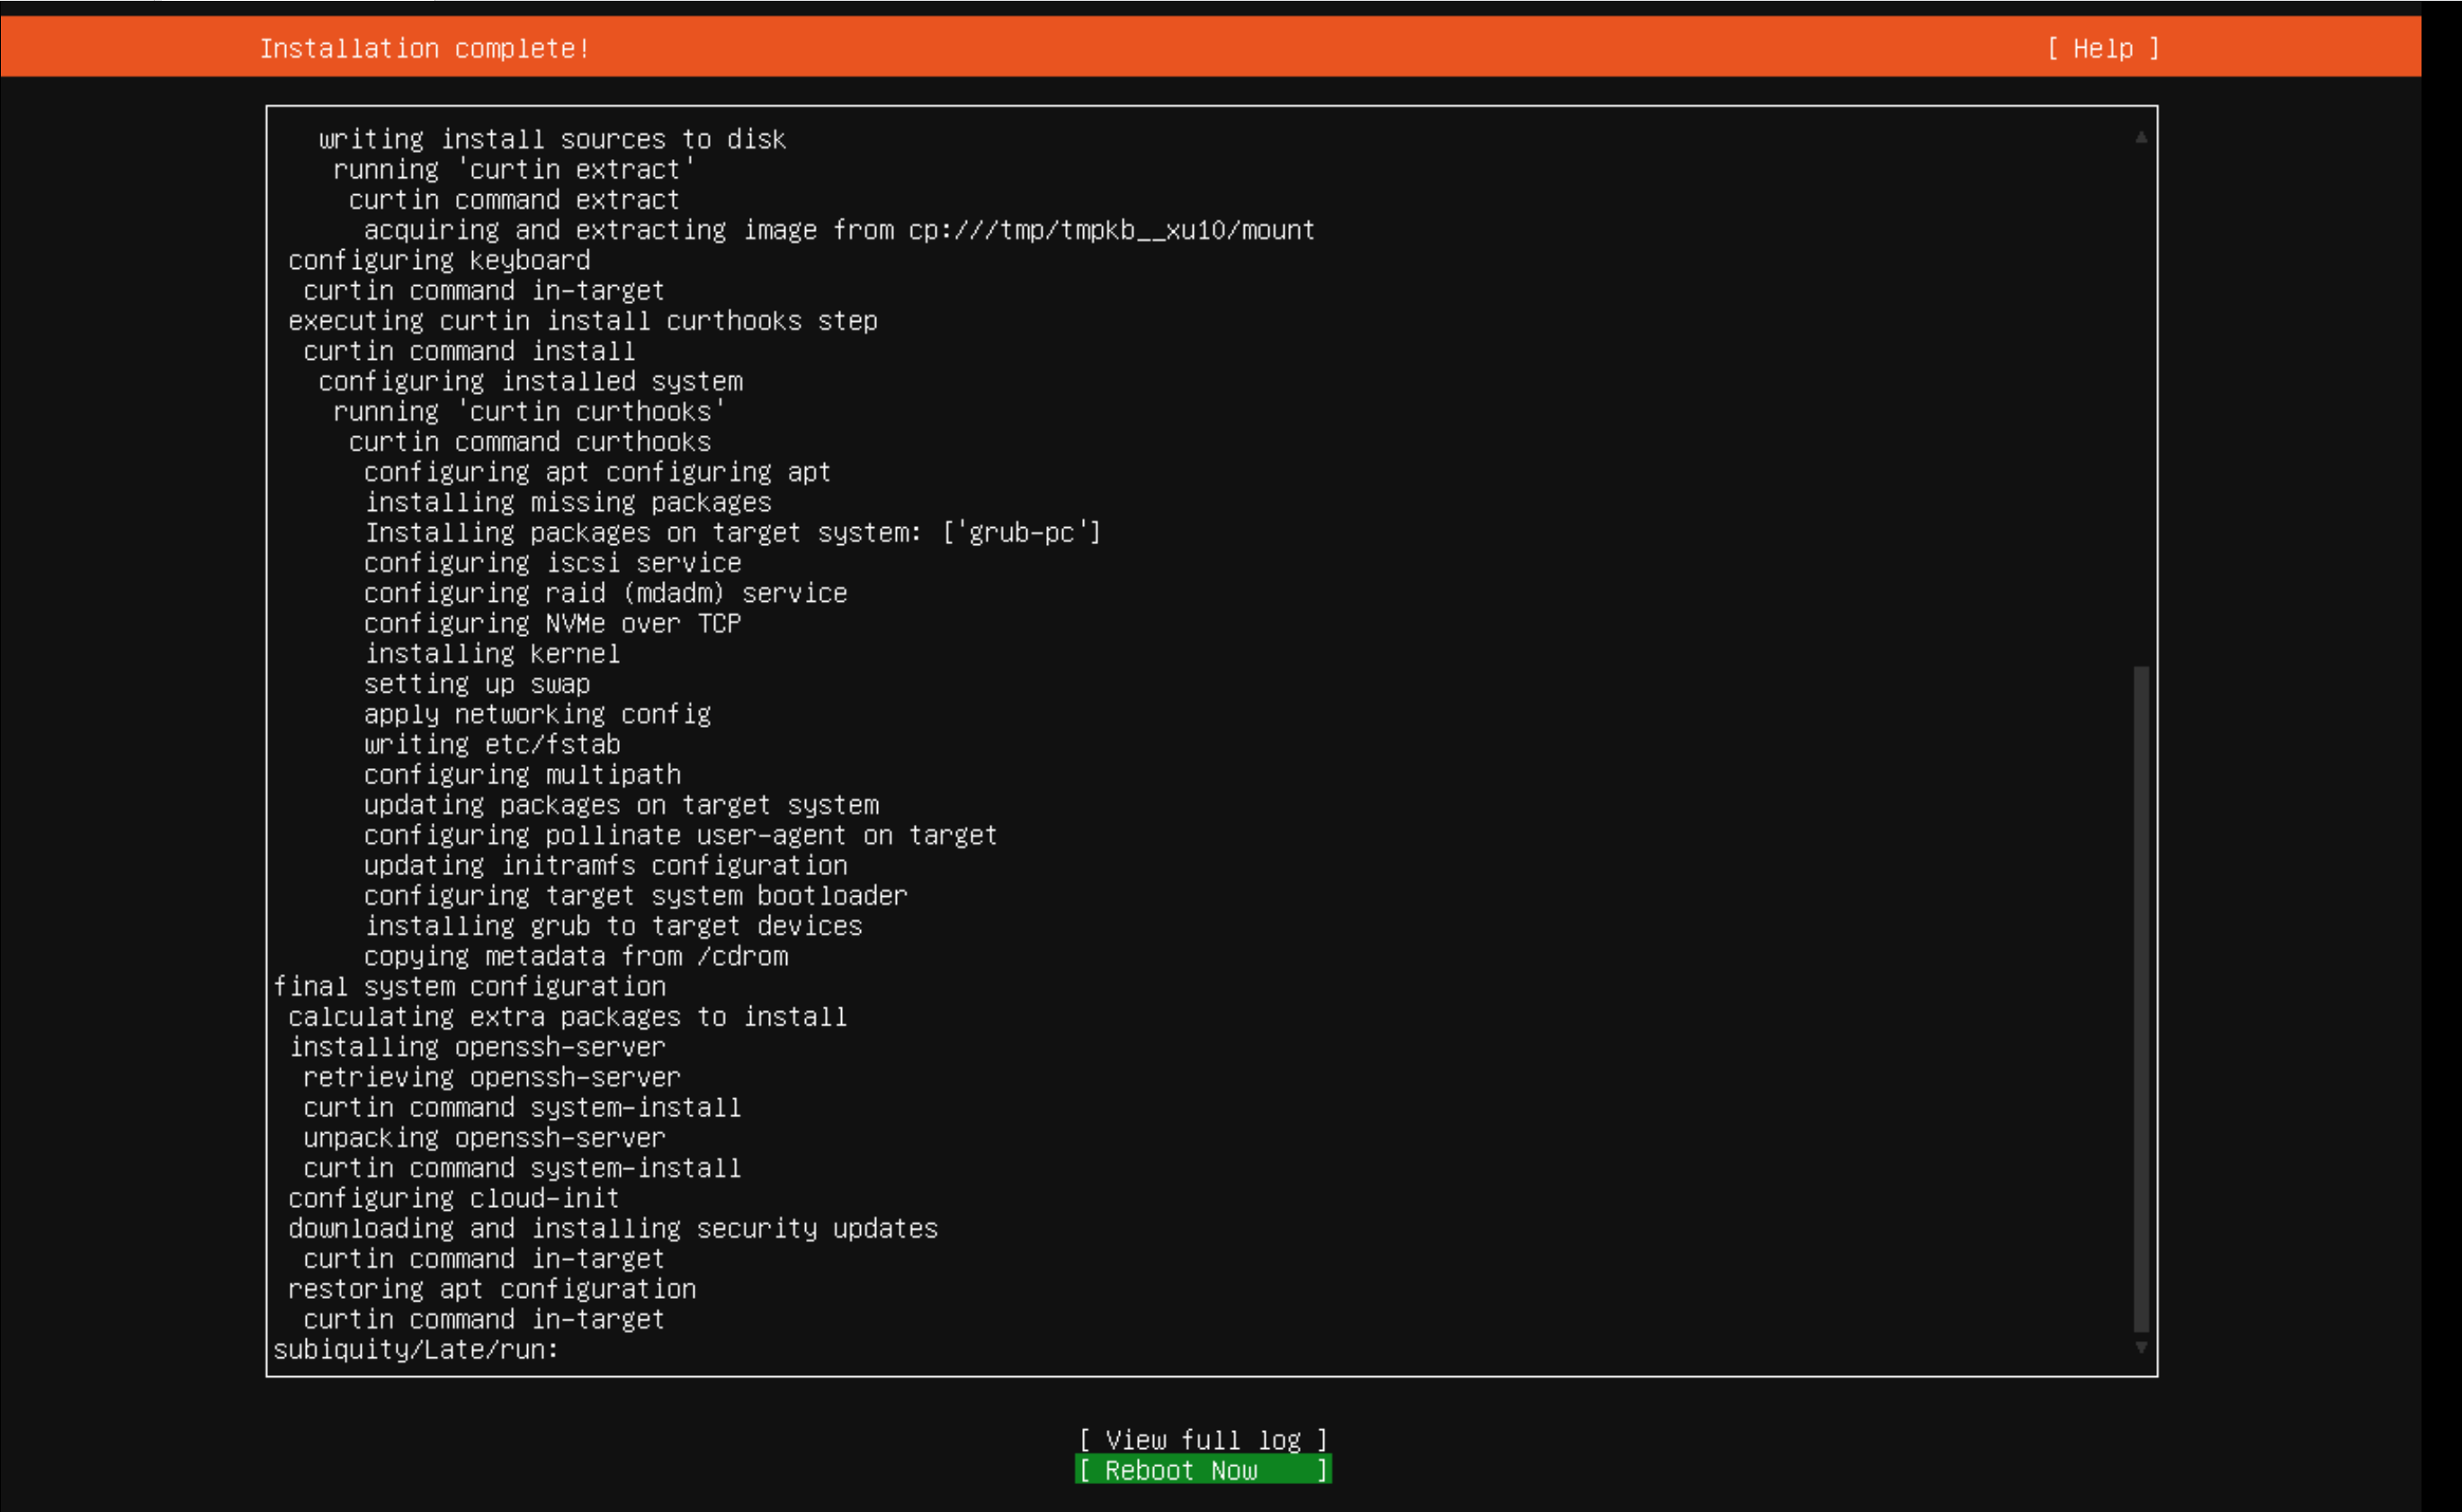 Installation complete! [ Help ]
writing install sources to disk
running 'curtin extract'
curtin command extract
acquiring and extracting image from cp:///tmp/tmpkb__xu10/mount
configuring keyboard
curtin command in-target
executing curtin install curthooks step
curtin command install
configuring installed system
running 'curtin curthooks'
curtin command curthooks
configuring apt configuring apt
installing missing packages
Installing packages on target system: ['grub-pc']
configuring iscsi service
configuring raid (mdadm) service
configuring NVMe over TCP
installing kernel
setting up swap
apply networking config
writing etc/fstab
configuring multipath
updating packages on target system
configuring pollinate user-agent on target
updating initramfs configuration
configuring target system bootloader
installing grub to target devices
copying metadata from /cdrom
final system configuration
calculating extra packages to install
installing openssh-server
retrieving openssh-server
curtin command system-install
unpacking openssh-server
curtin command system-install
configuring cloud-init
downloading and installing security updates
curtin command in-target
restoring apt configuration
curtin command in-target
subiquity/Late/run:
[ View full log ]
[ Reboot Now ]